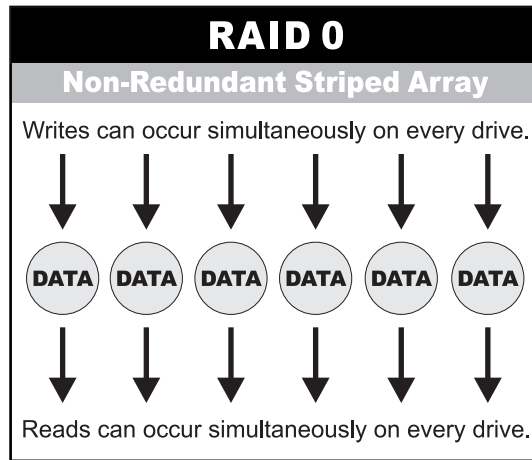 RAID 0
Non-Redundant Striped Array
Writes can occur simultaneously on every drive.
DATA DATA DATA DATA DATA DATA
Reads can occur simultaneously on every drive.